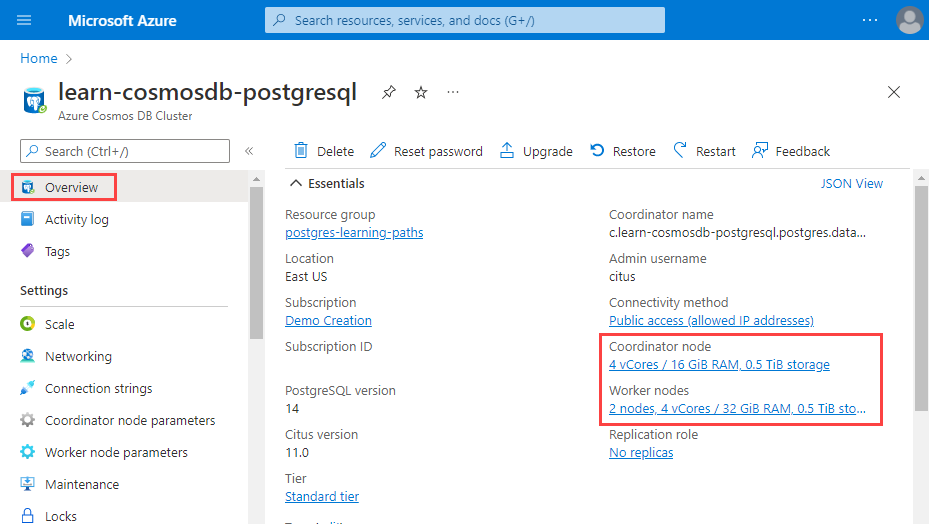 Microsoft Azure
Search resources, services, and docs (G+/)
Home
learn-cosmosdb-postgresql
Azure Cosmos DB Cluster
Search (Ctrl+/)
Delete
Reset password
Upgrade
Restore
Restart
Feedback
Overview
Activity log
Tags
Settings
Scale
Networking
Connection strings
Coordinator node parameters
Worker node parameters
Maintenance
Locks
Essentials
JSON View
Resource group
postgres-learning-paths
Location
East US
Subscription
Demo Creation
Subscription ID
PostgreSQL version
14
Citus version
11.0
Tier
Standard tier
Coordinator name
c.learn-cosmosdb-postgresql.postgres.data...
Admin username
citus
Connectivity method
Public access (allowed IP addresses)
Coordinator node
4 vCores / 16 GiB RAM, 0.5 TiB storage
Worker nodes
2 nodes, 4 vCores / 32 GiB RAM, 0.5 TiB sto...
Replication role
No replicas